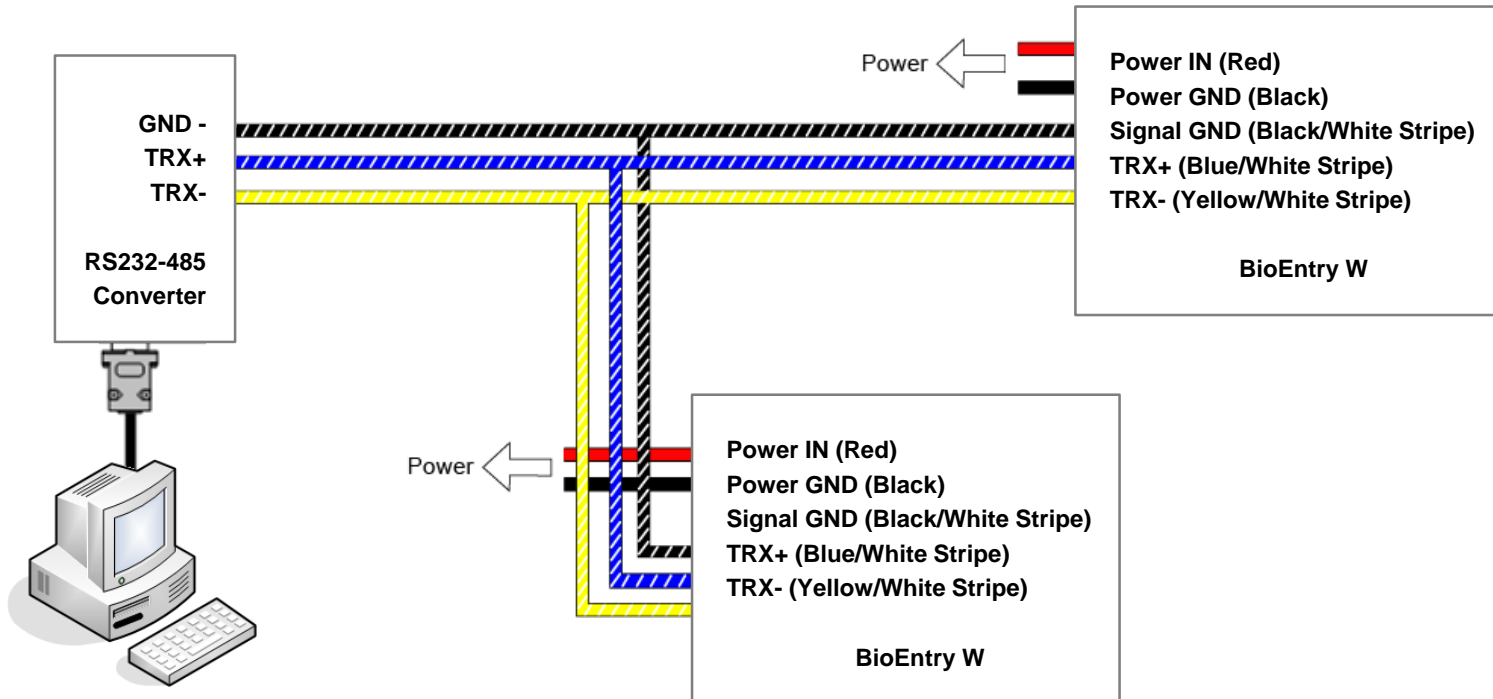 Power
Power IN (Red)
Power GND (Black)
Signal GND (Black/White Stripe)
TRX+ (Blue/White Stripe)
TRX- (Yellow/White Stripe)
BioEntry W
GND -
TRX+
TRX-
RS232-485
Converter
Power
Power IN (Red)
Power GND (Black)
Signal GND (Black/White Stripe)
TRX+ (Blue/White Stripe)
TRX- (Yellow/White Stripe)
BioEntry W